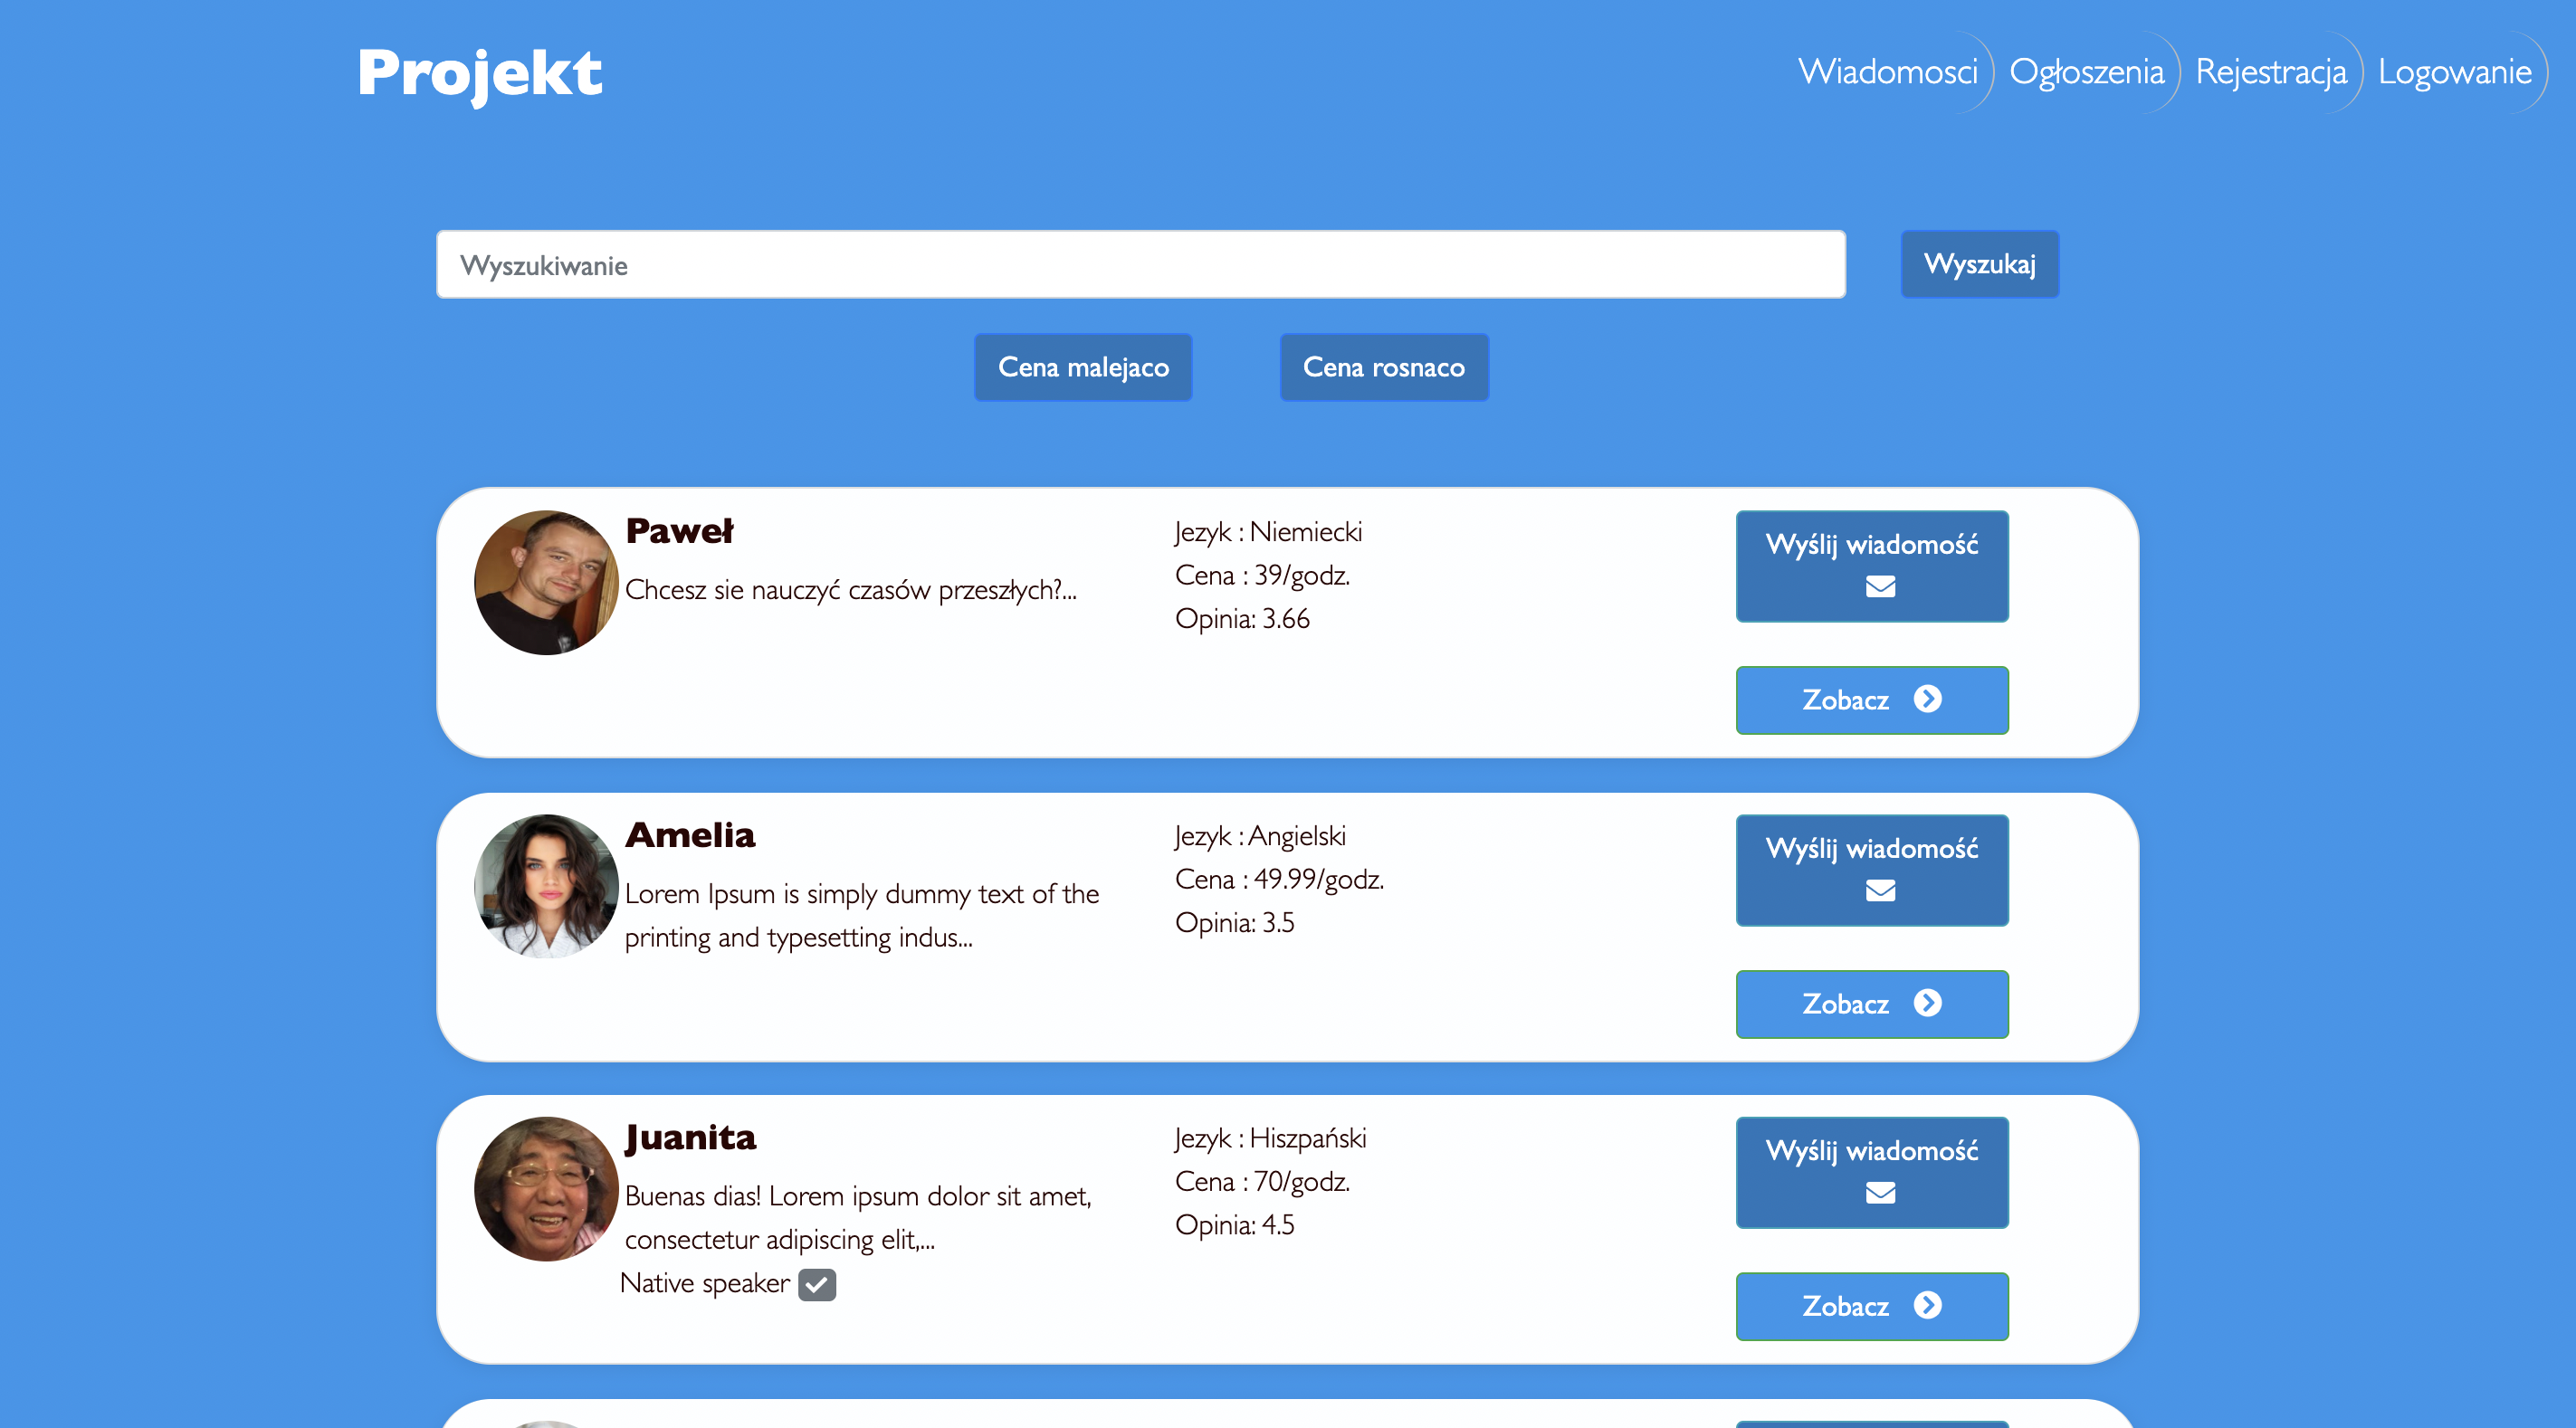 Projekt
Wiadomosci Ogłoszenia Rejestracja Logowanie
Wyszukiwanie
Wyszukaj
Cena malejaco
Cena rosnaco
Paweł
Chcesz sie nauczyć czasów przeszłych?...
Jezyk : Niemiecki
Cena : 39/godz.
Opinia: 3.66
Wyślij wiadomość
Zobacz
Amelia
Lorem Ipsum is simply dummy text of the
printing and typesetting indus...
Jezyk : Angielski
Cena : 49.99/godz.
Opinia: 3.5
Wyślij wiadomość
Zobacz
Juanita
Buenas dias! Lorem ipsum dolor sit amet,
consectetur adipiscing elit,...
Native speaker
Jezyk : Hiszpański
Cena : 70/godz.
Opinia: 4.5
Wyślij wiadomość
Zobacz